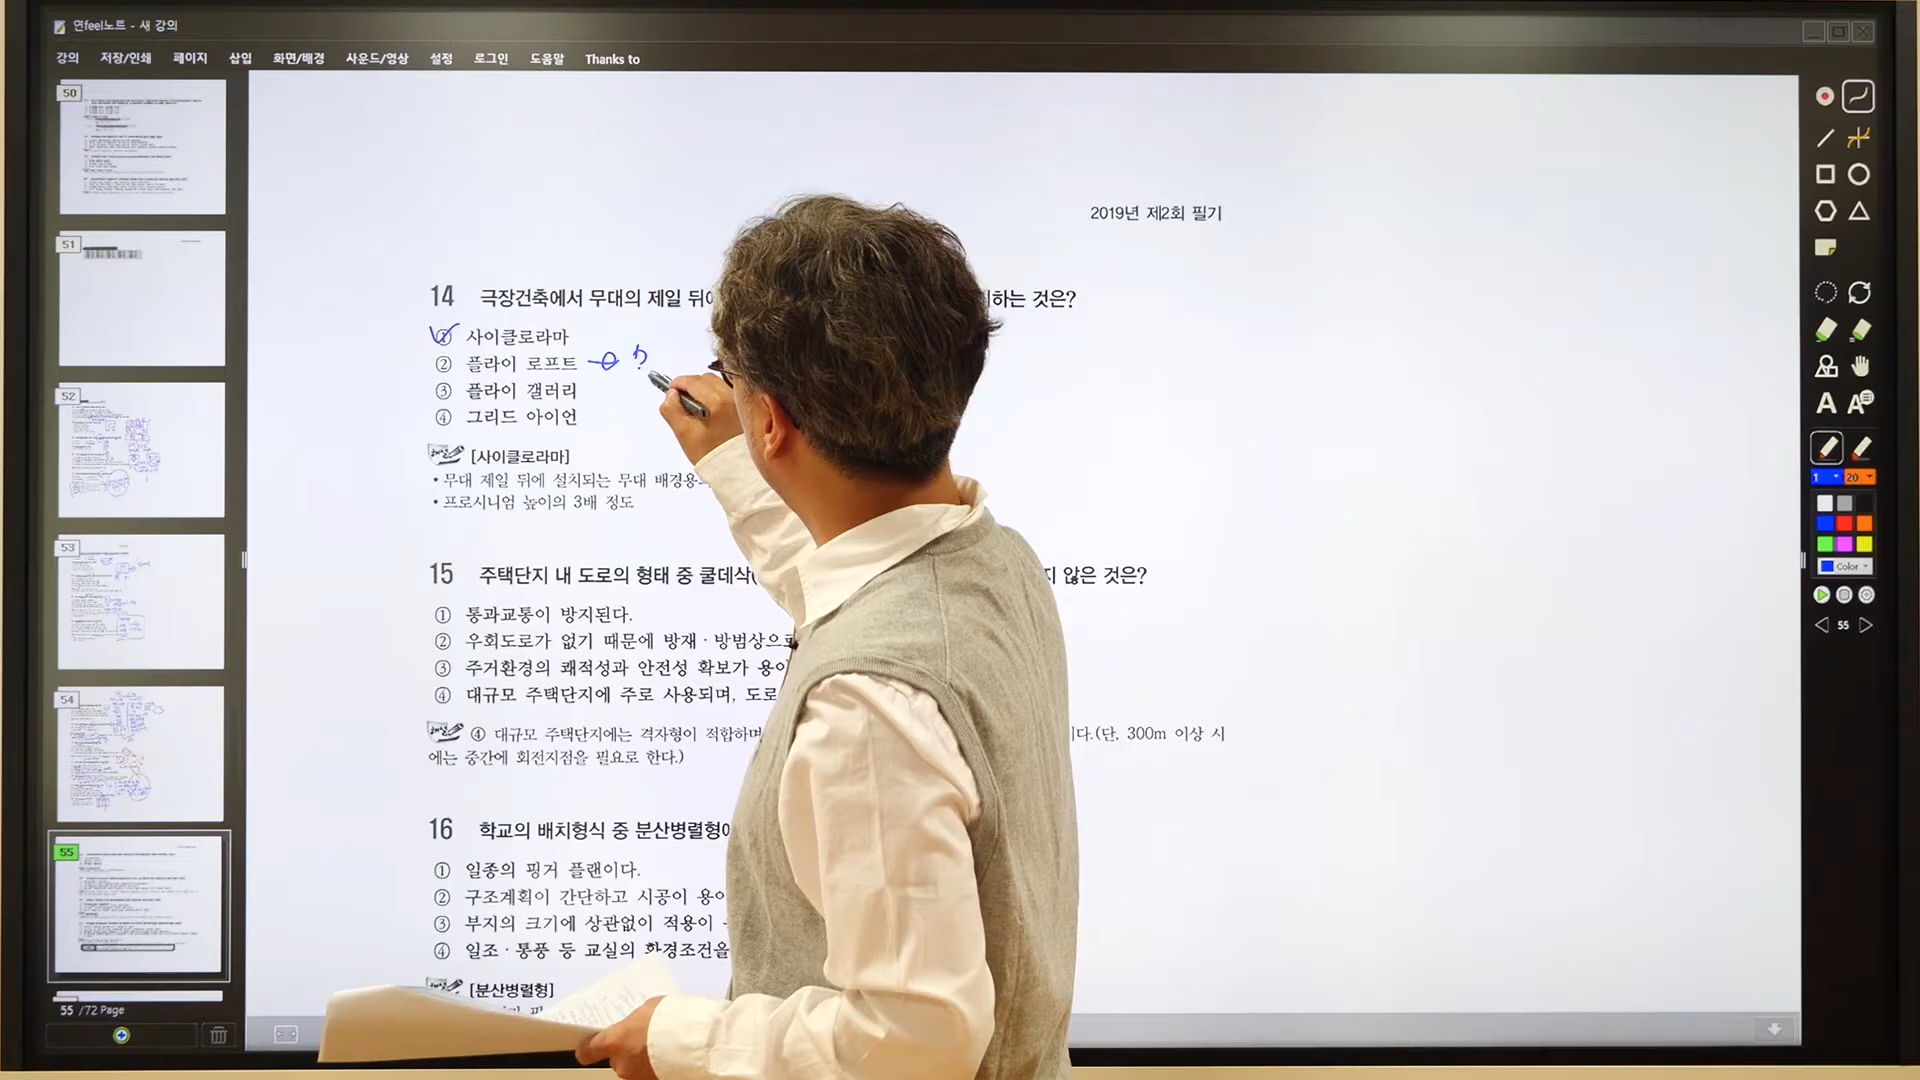 연feel노트 - 새 강의
강의 저장/인쇄 페이지 삽입 화면/배경 사운드/영상 설정 로그인 도움말 Thanks to
50
51
52
53
54
55
55 /72 Page
2019년 제2회 필기
14 극장건축에서 무대의 제일 뒤에 하는 것은?
① 사이클로라마
② 플라이 로프트
③ 플라이 갤러리
④ 그리드 아이언
해설 [사이클로라마]
• 무대 제일 뒤에 설치되는 무대 배경용
• 프로시니엄 높이의 3배 정도
15 주택단지 내 도로의 형태 중 쿨데삭( 지 않은 것은?
① 통과교통이 방지된다.
② 우회도로가 없기 때문에 방재·방범상으로
③ 주거환경의 쾌적성과 안전성 확보가 용이
④ 대규모 주택단지에 주로 사용되며, 도로
해설 ④ 대규모 주택단지에는 격자형이 적합하며 이다.(단, 300m 이상 시
에는 중간에 회전지점을 필요로 한다.)
16 학교의 배치형식 중 분산병렬형에
① 일종의 핑거 플랜이다.
② 구조계획이 간단하고 시공이 용이
③ 부지의 크기에 상관없이 적용이
④ 일조·통풍 등 교실의 환경조건을
해설 [분산병렬형]
A A
1 20
Color
55